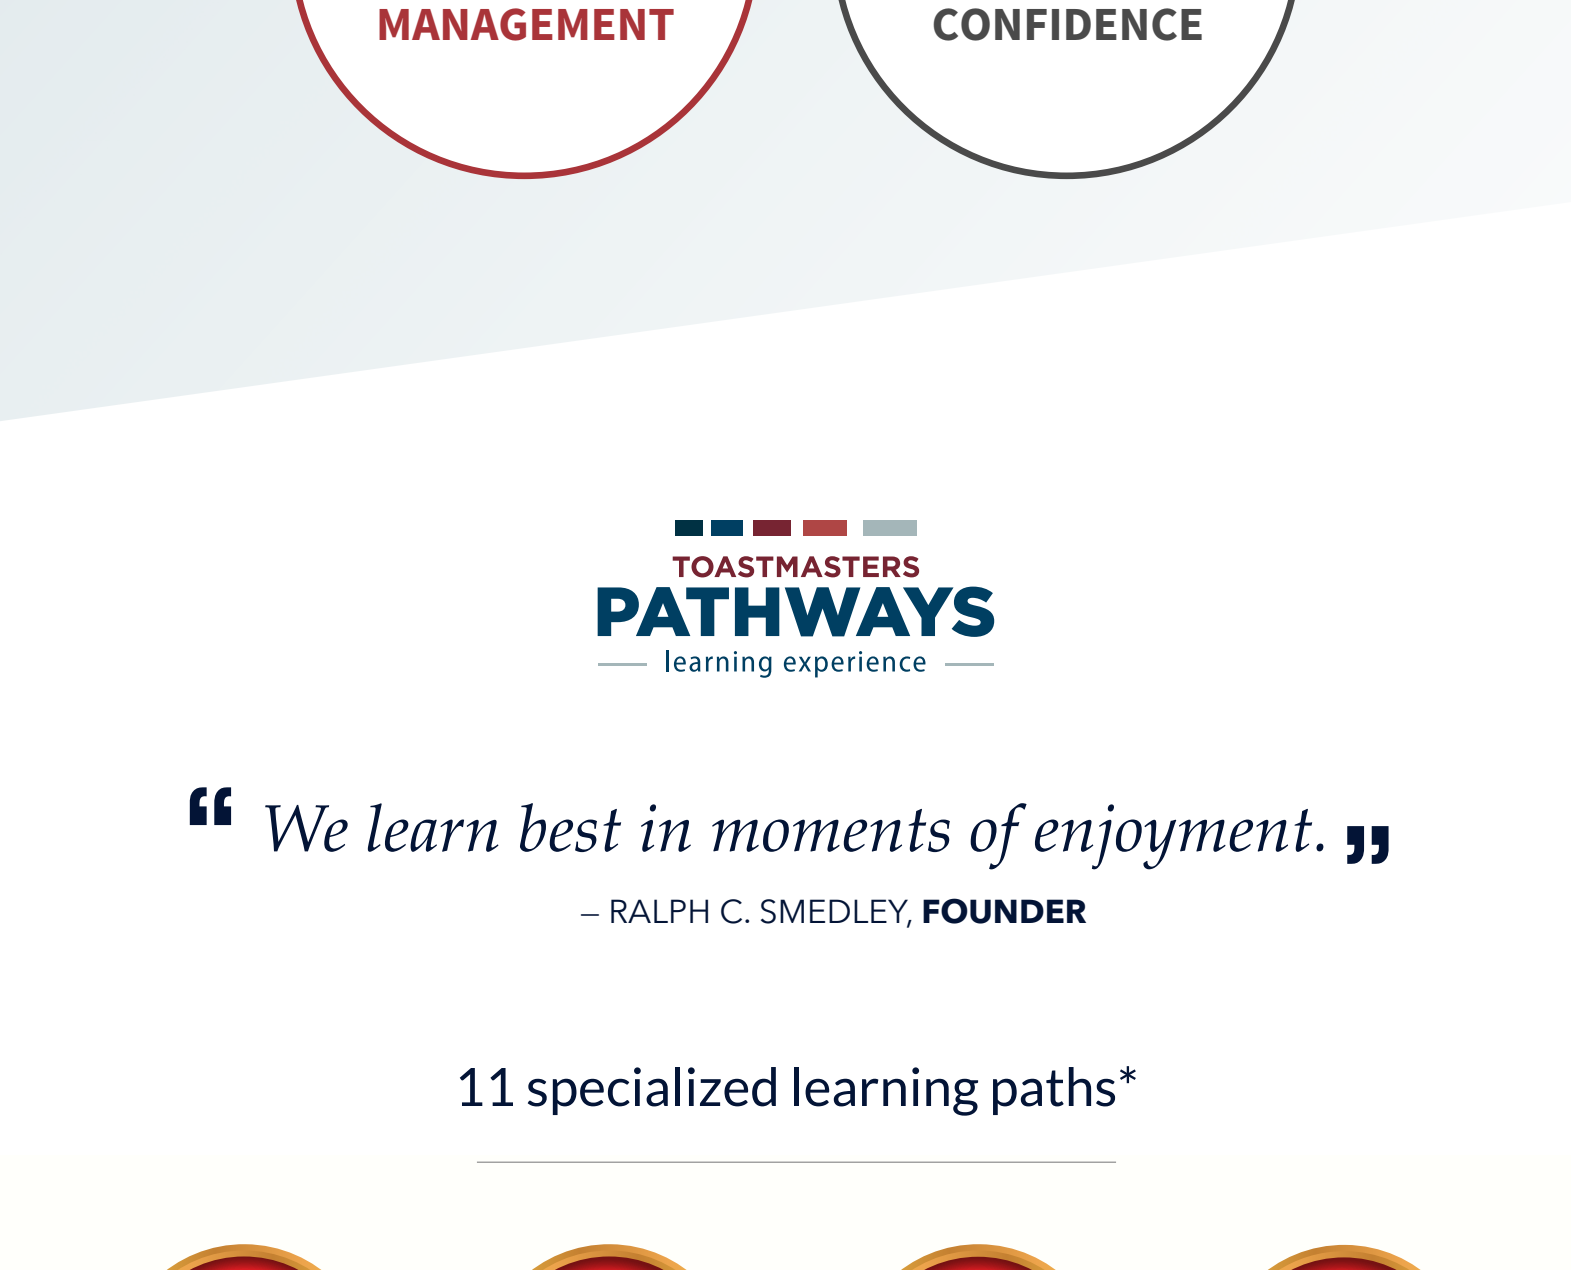 MANAGEMENT CONFIDENCE
TOASTMASTERS
PATHWAYS
learning experience
“ We learn best in moments of enjoyment. ”
– RALPH C. SMEDLEY, FOUNDER
11 specialized learning paths*